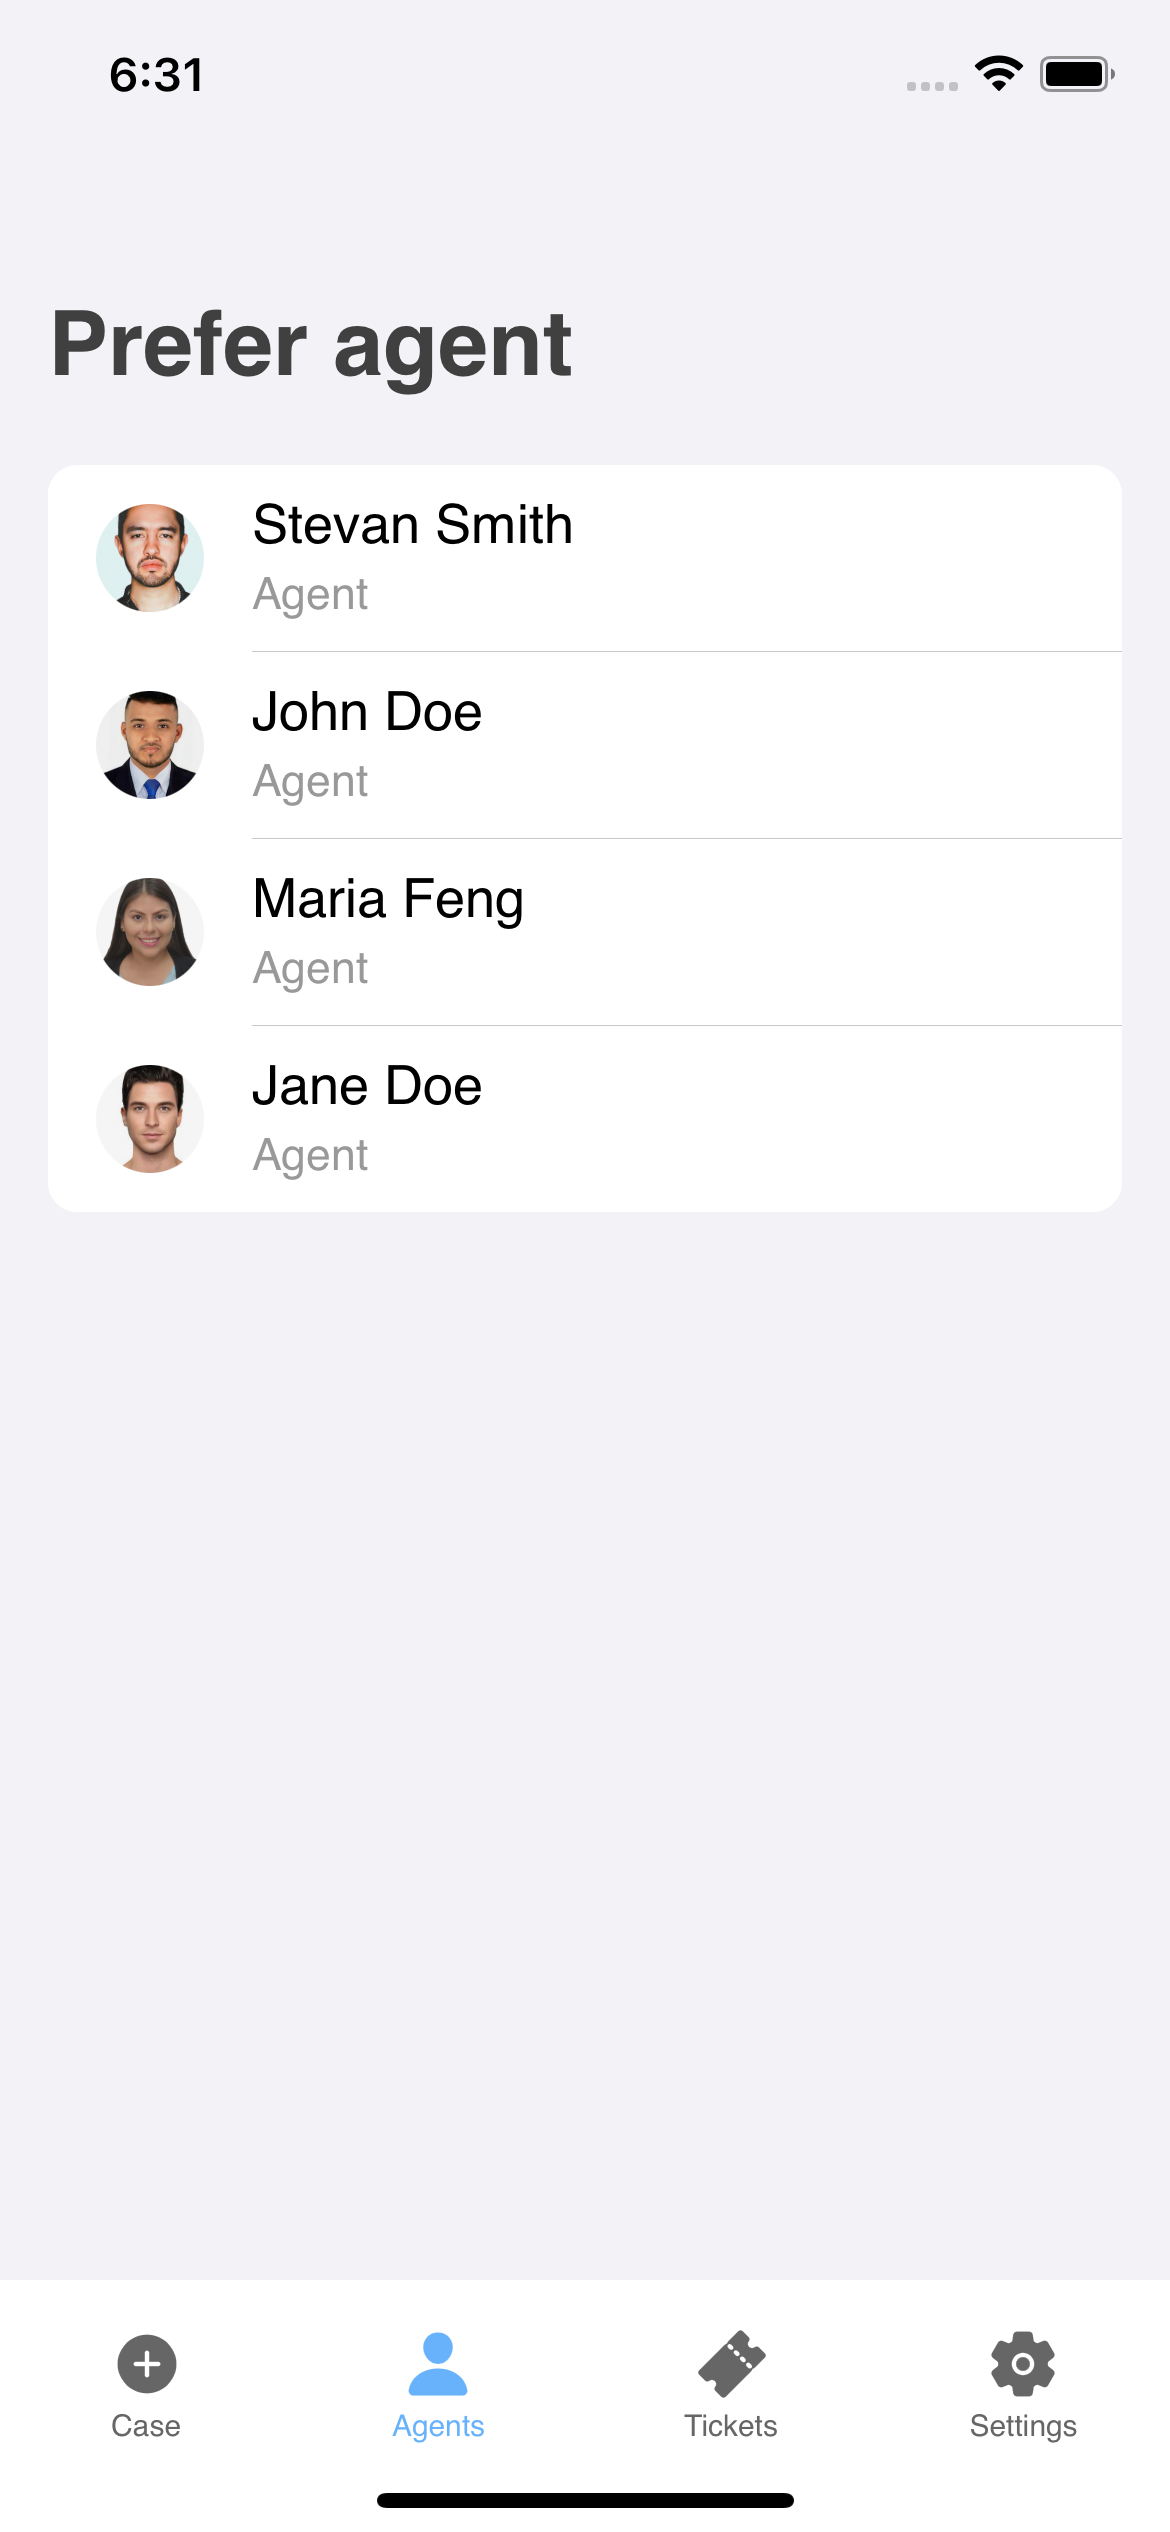 6:31
Prefer agent
Stevan Smith
Agent
John Doe
Agent
Maria Feng
Agent
Jane Doe
Agent
Case
Agents
Tickets
Settings